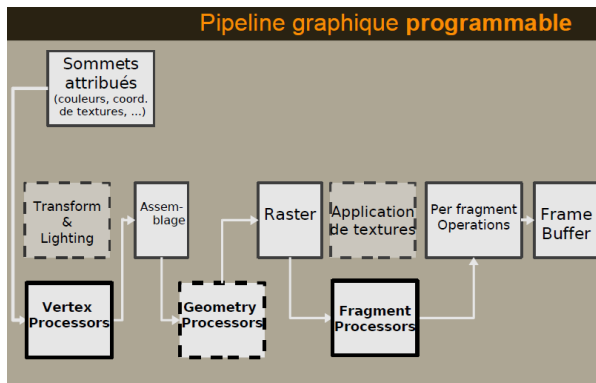 Pipeline graphique programmable
Sommets
attribués
(couleurs, coord.
de textures, ...)
Transform
&
Lighting
Assem-
blage
Raster
Application
de textures
Per fragment
Operations
Frame
Buffer
Vertex
Processors
Geometry
Processors
Fragment
Processors